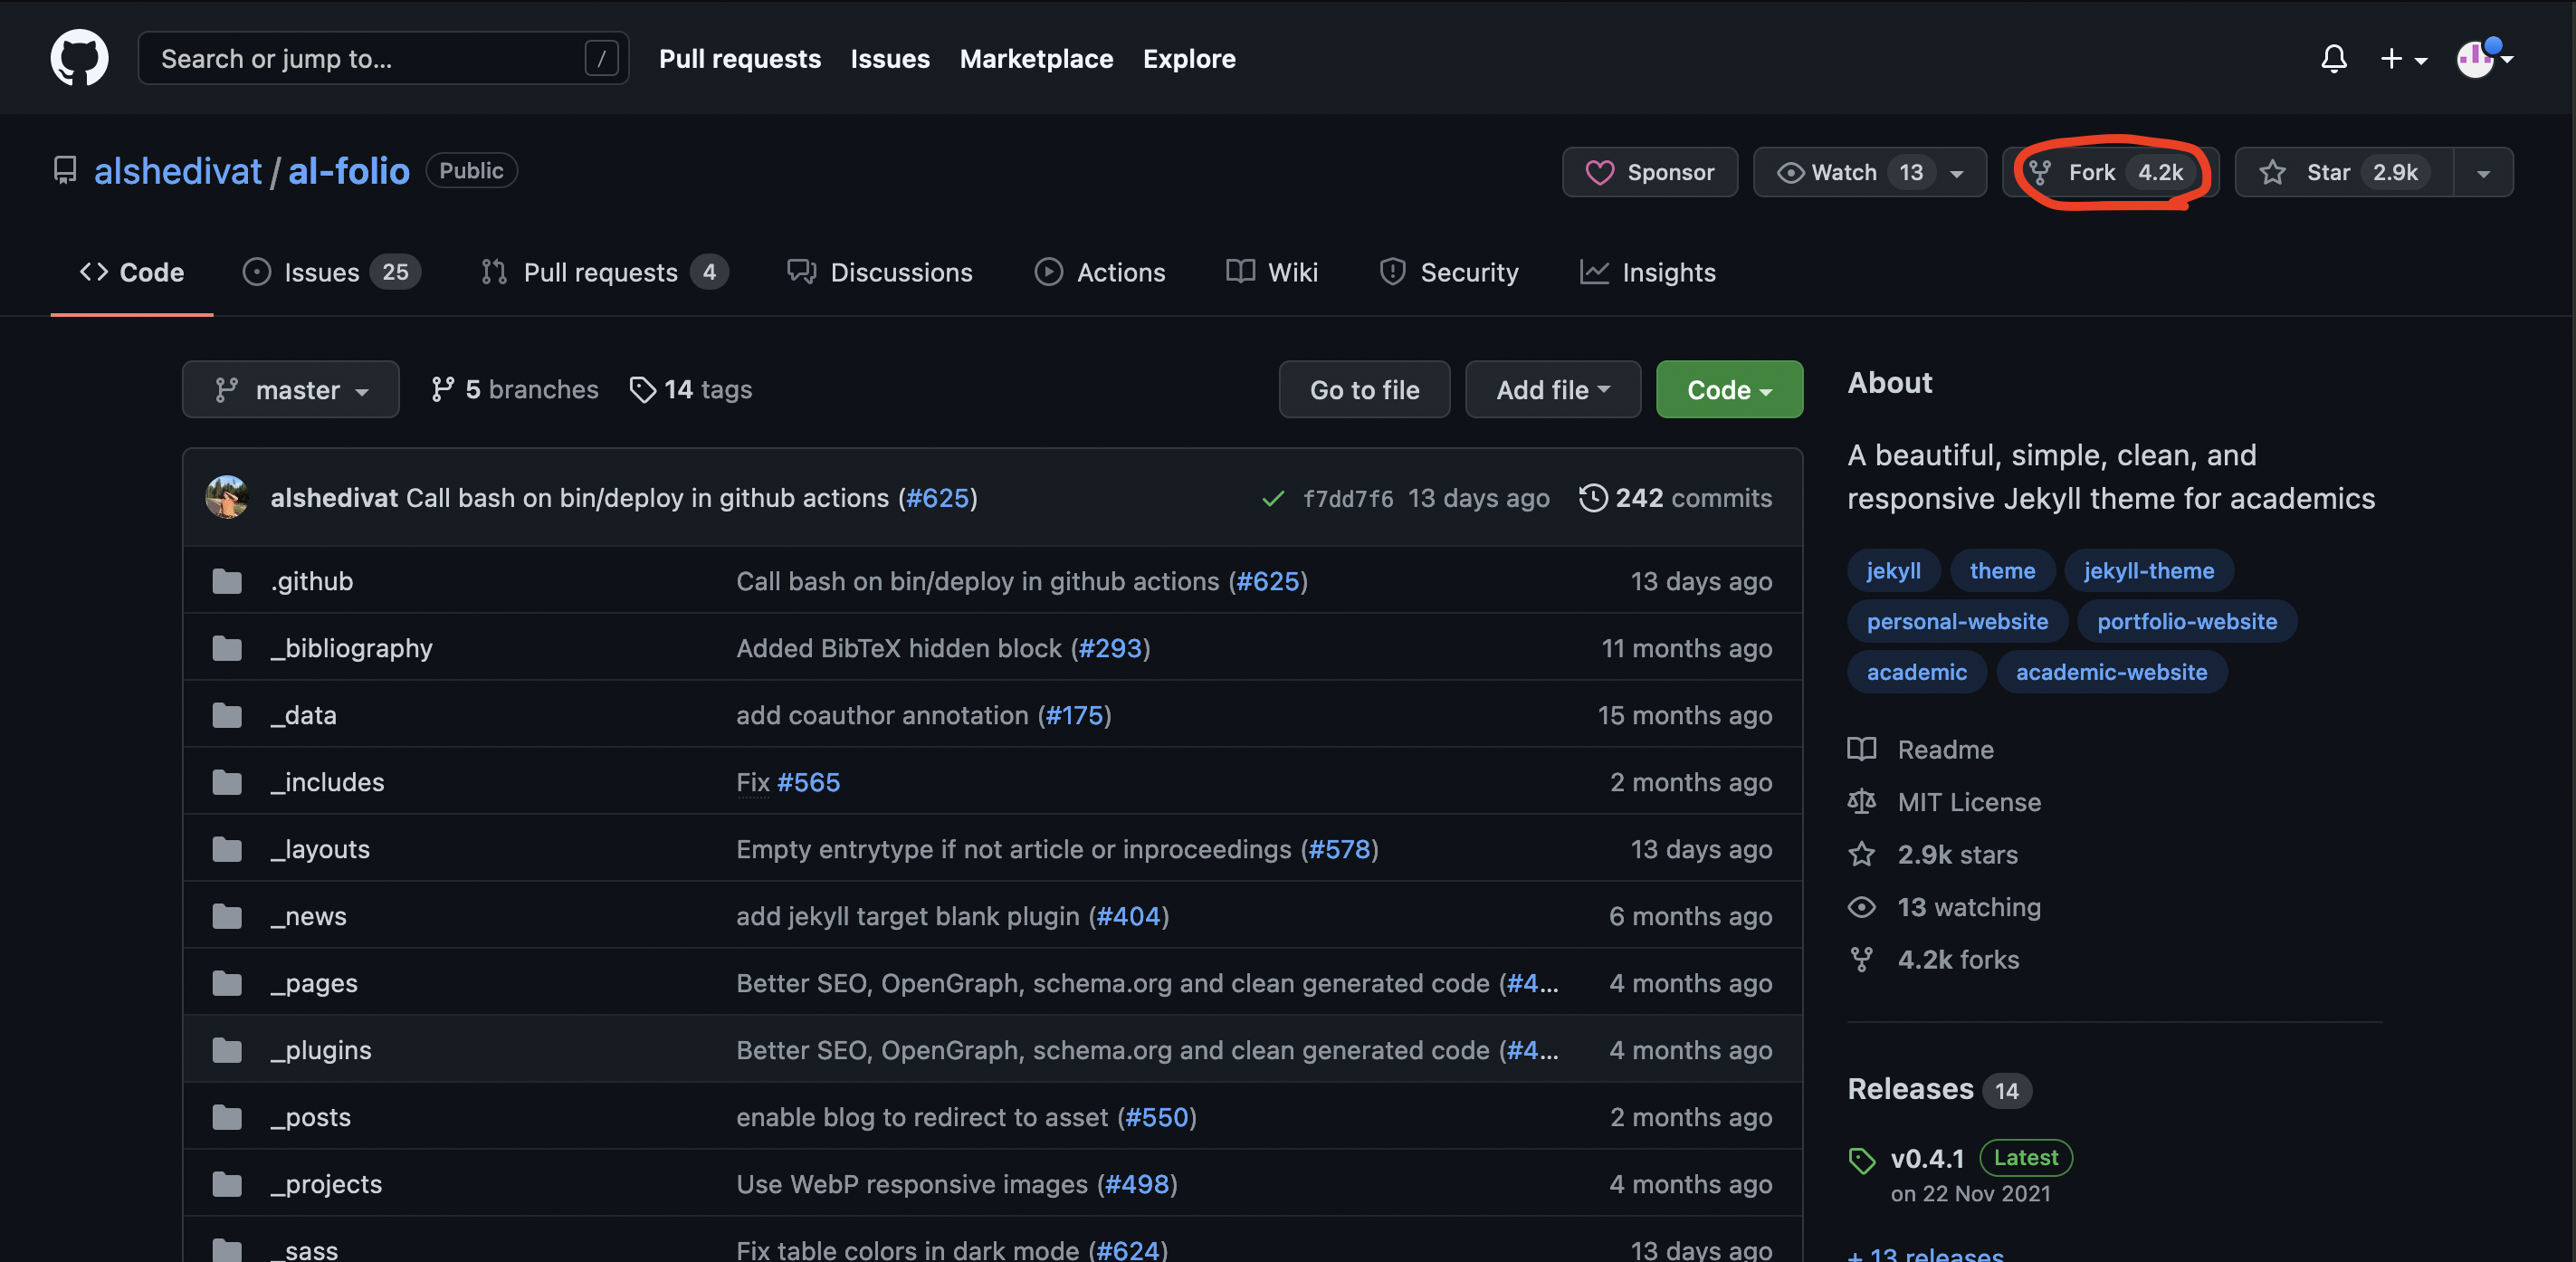 Search or jump to... /
Pull requests Issues Marketplace Explore
alshedivat / al-folio Public
Sponsor Watch 13 Fork 4.2k Star 2.9k
Code Issues 25 Pull requests 4 Discussions Actions Wiki Security Insights
master 5 branches 14 tags Go to file Add file Code
alshedivat Call bash on bin/deploy in github actions (#625) f7dd7f6 13 days ago 242 commits
.github Call bash on bin/deploy in github actions (#625) 13 days ago
_bibliography Added BibTeX hidden block (#293) 11 months ago
_data add coauthor annotation (#175) 15 months ago
_includes Fix #565 2 months ago
_layouts Empty entrytype if not article or inproceedings (#578) 13 days ago
_news add jekyll target blank plugin (#404) 6 months ago
_pages Better SEO, OpenGraph, schema.org and clean generated code (#4... 4 months ago
_plugins Better SEO, OpenGraph, schema.org and clean generated code (#4... 4 months ago
_posts enable blog to redirect to asset (#550) 2 months ago
_projects Use WebP responsive images (#498) 4 months ago
_sass Fix table colors in dark mode (#624) 13 days ago
About
A beautiful, simple, clean, and
responsive Jekyll theme for academics
jekyll theme jekyll-theme
personal-website portfolio-website
academic academic-website
Readme
MIT License
2.9k stars
13 watching
4.2k forks
Releases 14
v0.4.1 Latest
on 22 Nov 2021
+ 13 releases